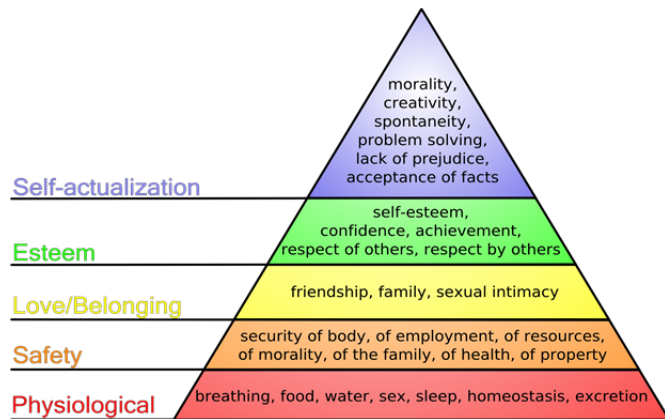 morality,
creativity,
spontaneity,
problem solving,
lack of prejudice,
acceptance of facts
Self-actualization
self-esteem,
confidence, achievement,
respect of others, respect by others
Esteem
friendship, family, sexual intimacy
Love/Belonging
security of body, of employment, of resources,
of morality, of the family, of health, of property
Safety
breathing, food, water, sex, sleep, homeostasis, excretion
Physiological